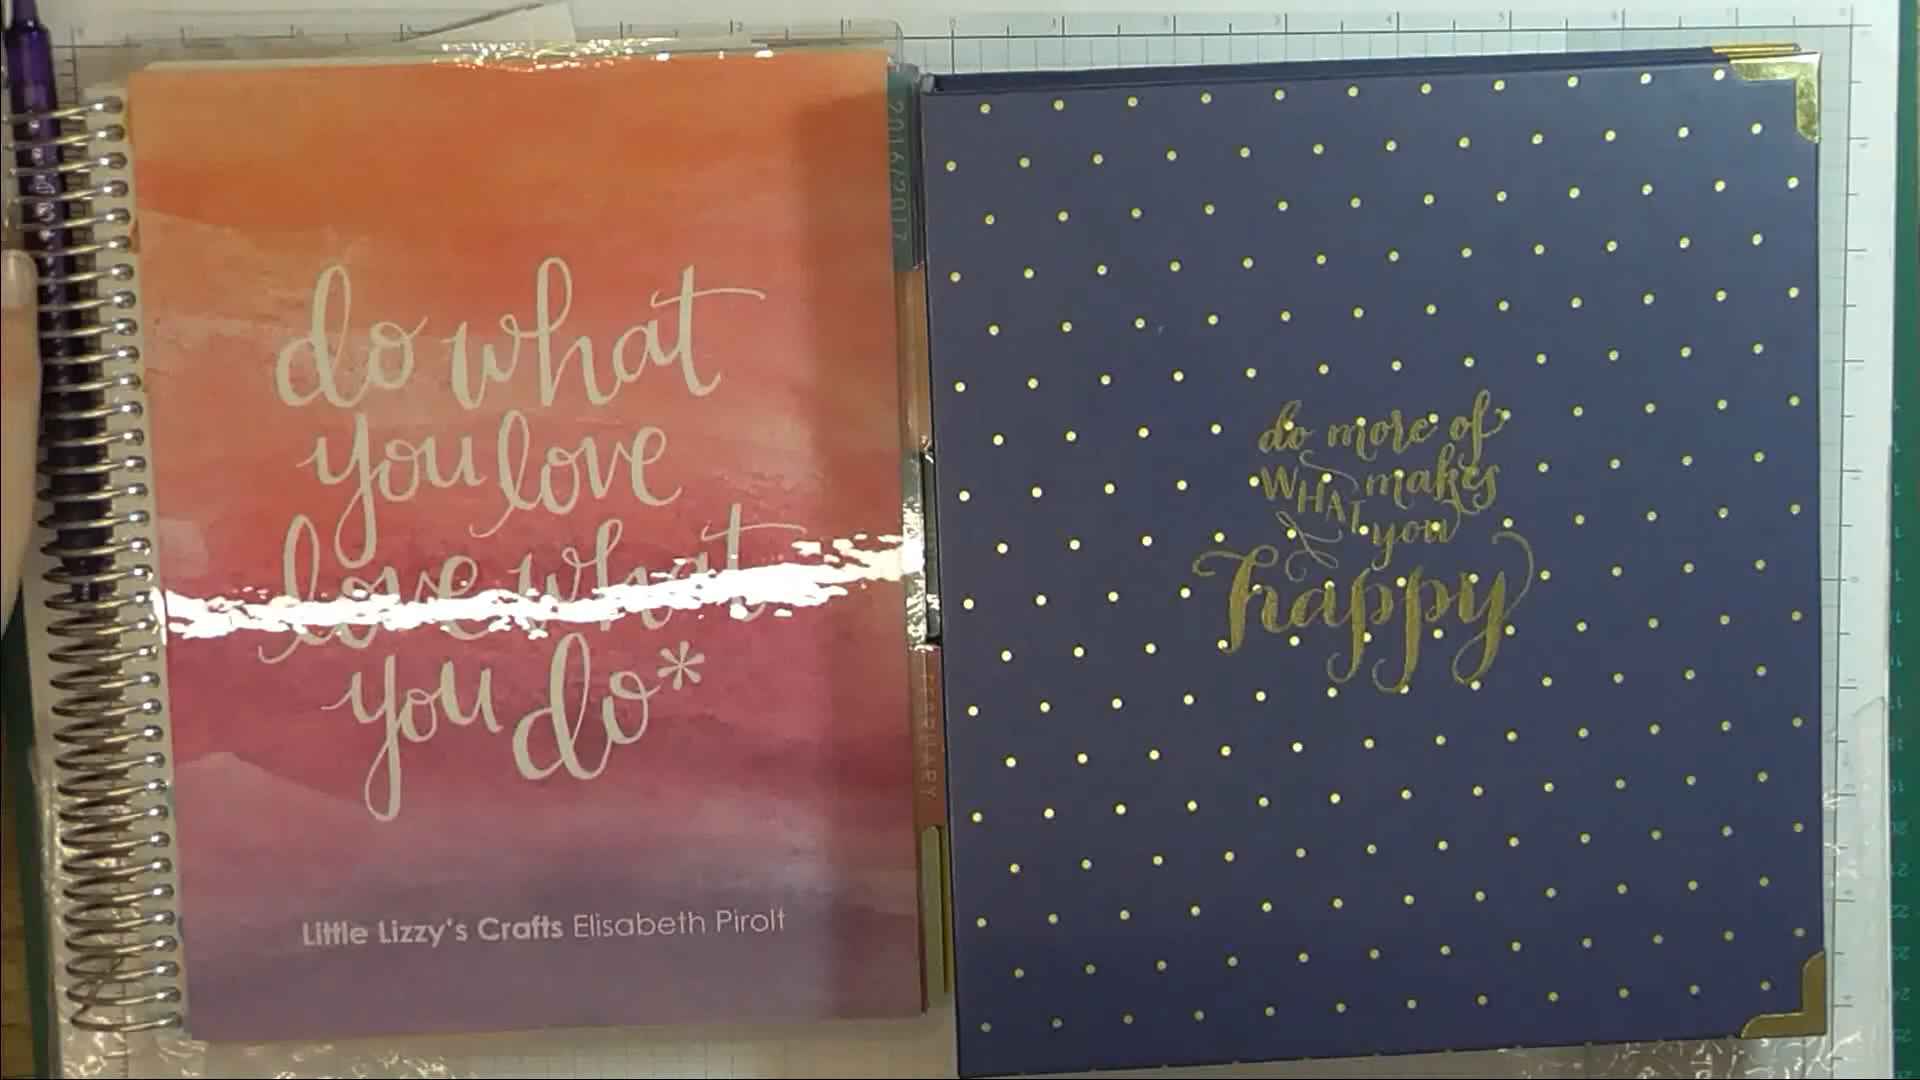 do what
you love
love what
you do*
Little Lizzy's Crafts Elisabeth Pirolt
2016/2017
FEBRUARY
do more of
WHAT makes
you
happy